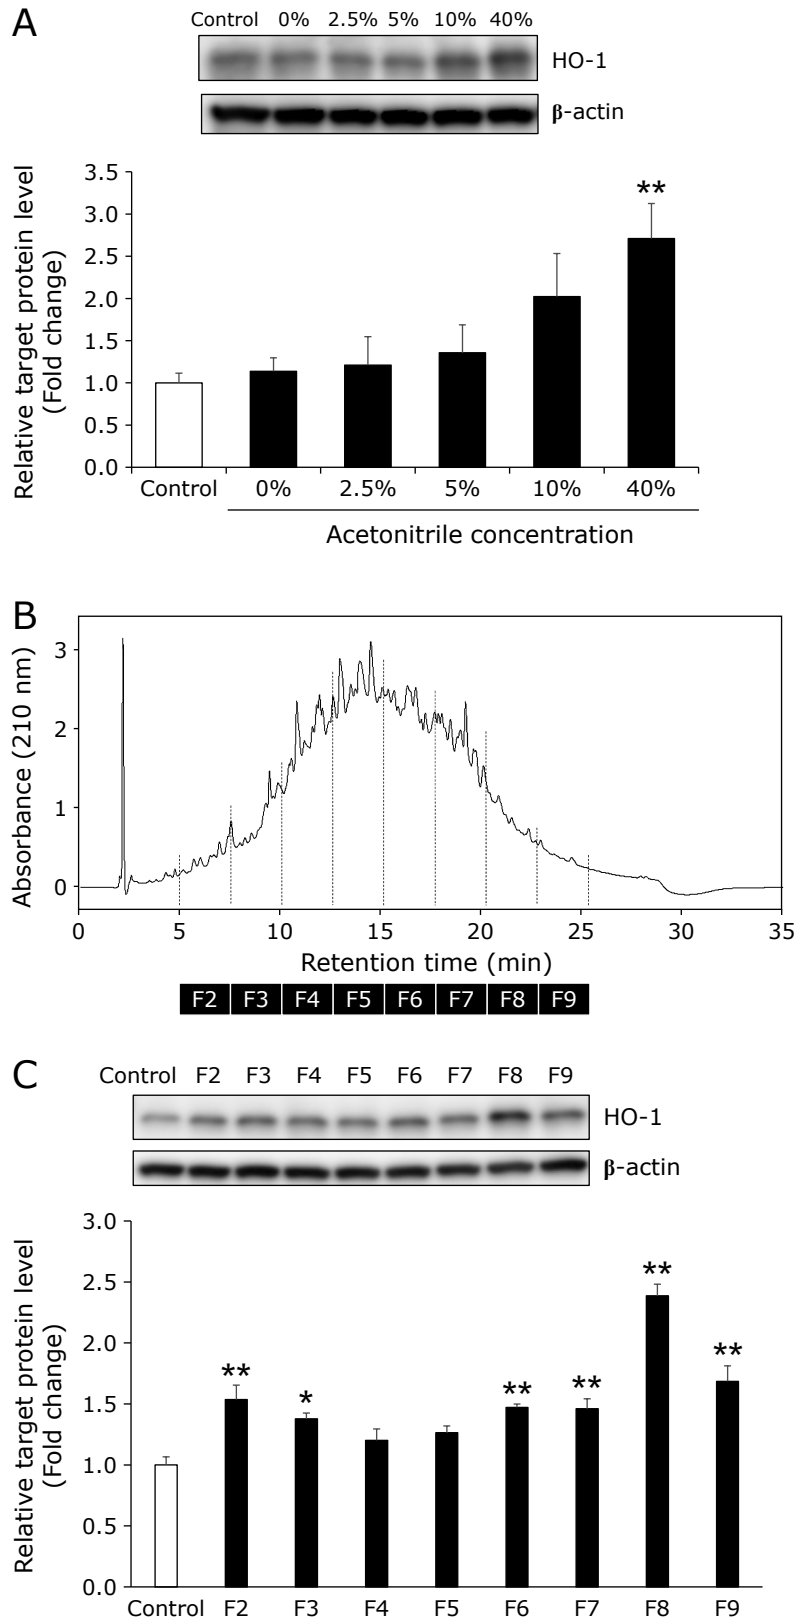 A
Control 0% 2.5% 5% 10% 40%
HO-1
β-actin
Relative target protein level
(Fold change)
3.5
3.0
2.5
2.0
1.5
1.0
0.5
0.0
**
Control 0% 2.5% 5% 10% 40%
Acetonitrile concentration
B
Absorbance (210 nm)
3
2
1
0
0 5 10 15 20 25 30 35
Retention time (min)
F2 F3 F4 F5 F6 F7 F8 F9
C
Control F2 F3 F4 F5 F6 F7 F8 F9
HO-1
β-actin
Relative target protein level
(Fold change)
3.0
2.5
2.0
1.5
1.0
0.5
0.0
** * ** ** ** **
Control F2 F3 F4 F5 F6 F7 F8 F9